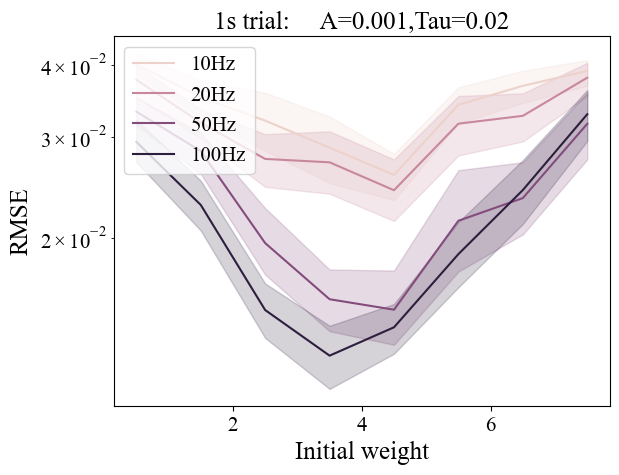 1s trial:   A=0.001,Tau=0.02
4 × 10⁻²
3 × 10⁻²
2 × 10⁻²
RMSE
10Hz
20Hz
50Hz
100Hz
2 4 6
Initial weight